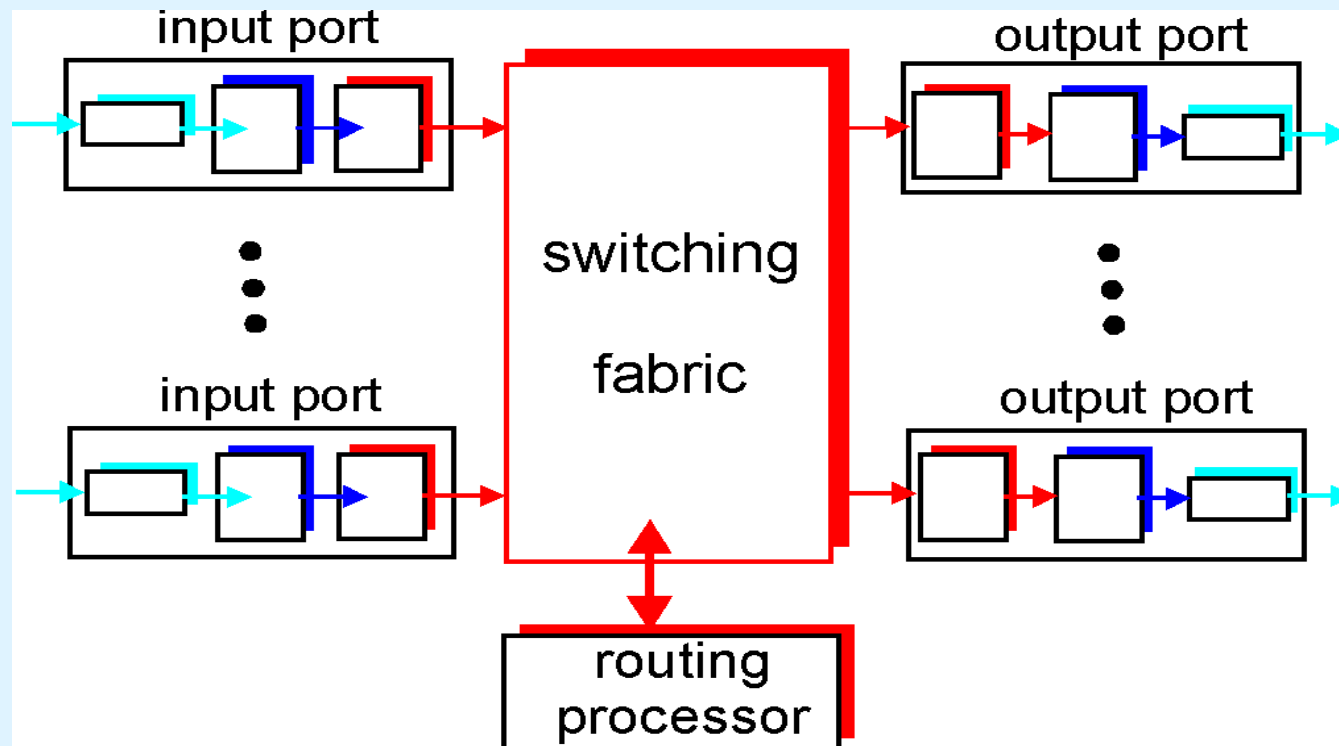 input port
output port
switching
fabric
input port
output port
routing
processor